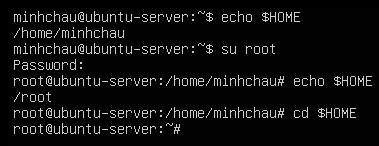 minhchau@ubuntu-server:~$ echo $HOME
/home/minhchau
minhchau@ubuntu-server:~$ su root
Password:
root@ubuntu-server:/home/minhchau# echo $HOME
/root
root@ubuntu-server:/home/minhchau# cd $HOME
root@ubuntu-server:~#